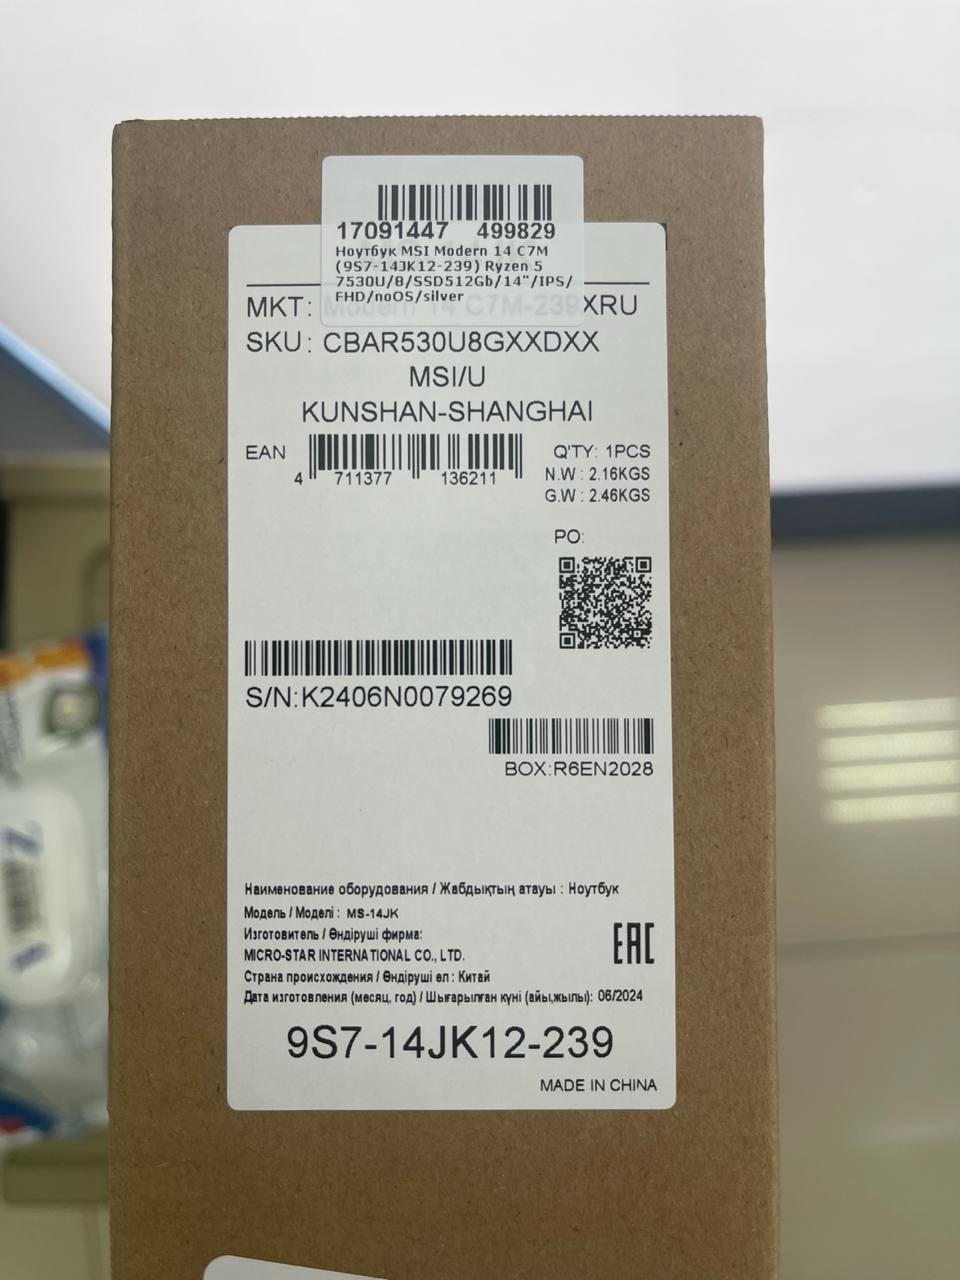 17091447 499829
Ноутбук MSI Modern 14 C7M
(9S7-14JK12-239) Ryzen 5
7530U/8/SSD512Gb/14"/IPS/
FHD/noOS/silver
MKT: Modern 14 C7M-239XRU
SKU: CBAR530U8GXXDXX
MSI/U
KUNSHAN-SHANGHAI
EAN
4 711377 136211
Q'TY: 1PCS
N.W : 2.16KGS
G.W : 2.46KGS
PO:
S/N:K2406N0079269
BOX:R6EN2028
Наименование оборудования / Жабдықтың атауы : Ноутбук
Модель / Моделі : MS-14JK
Изготовитель / Өндіруші фирма:
MICRO-STAR INTERNATIONAL CO., LTD.
EAC
Страна происхождения / Өндіруші ел : Китай
Дата изготовления (месяц, год) / Шығарылған күні (айы,жылы): 06/2024
9S7-14JK12-239
MADE IN CHINA